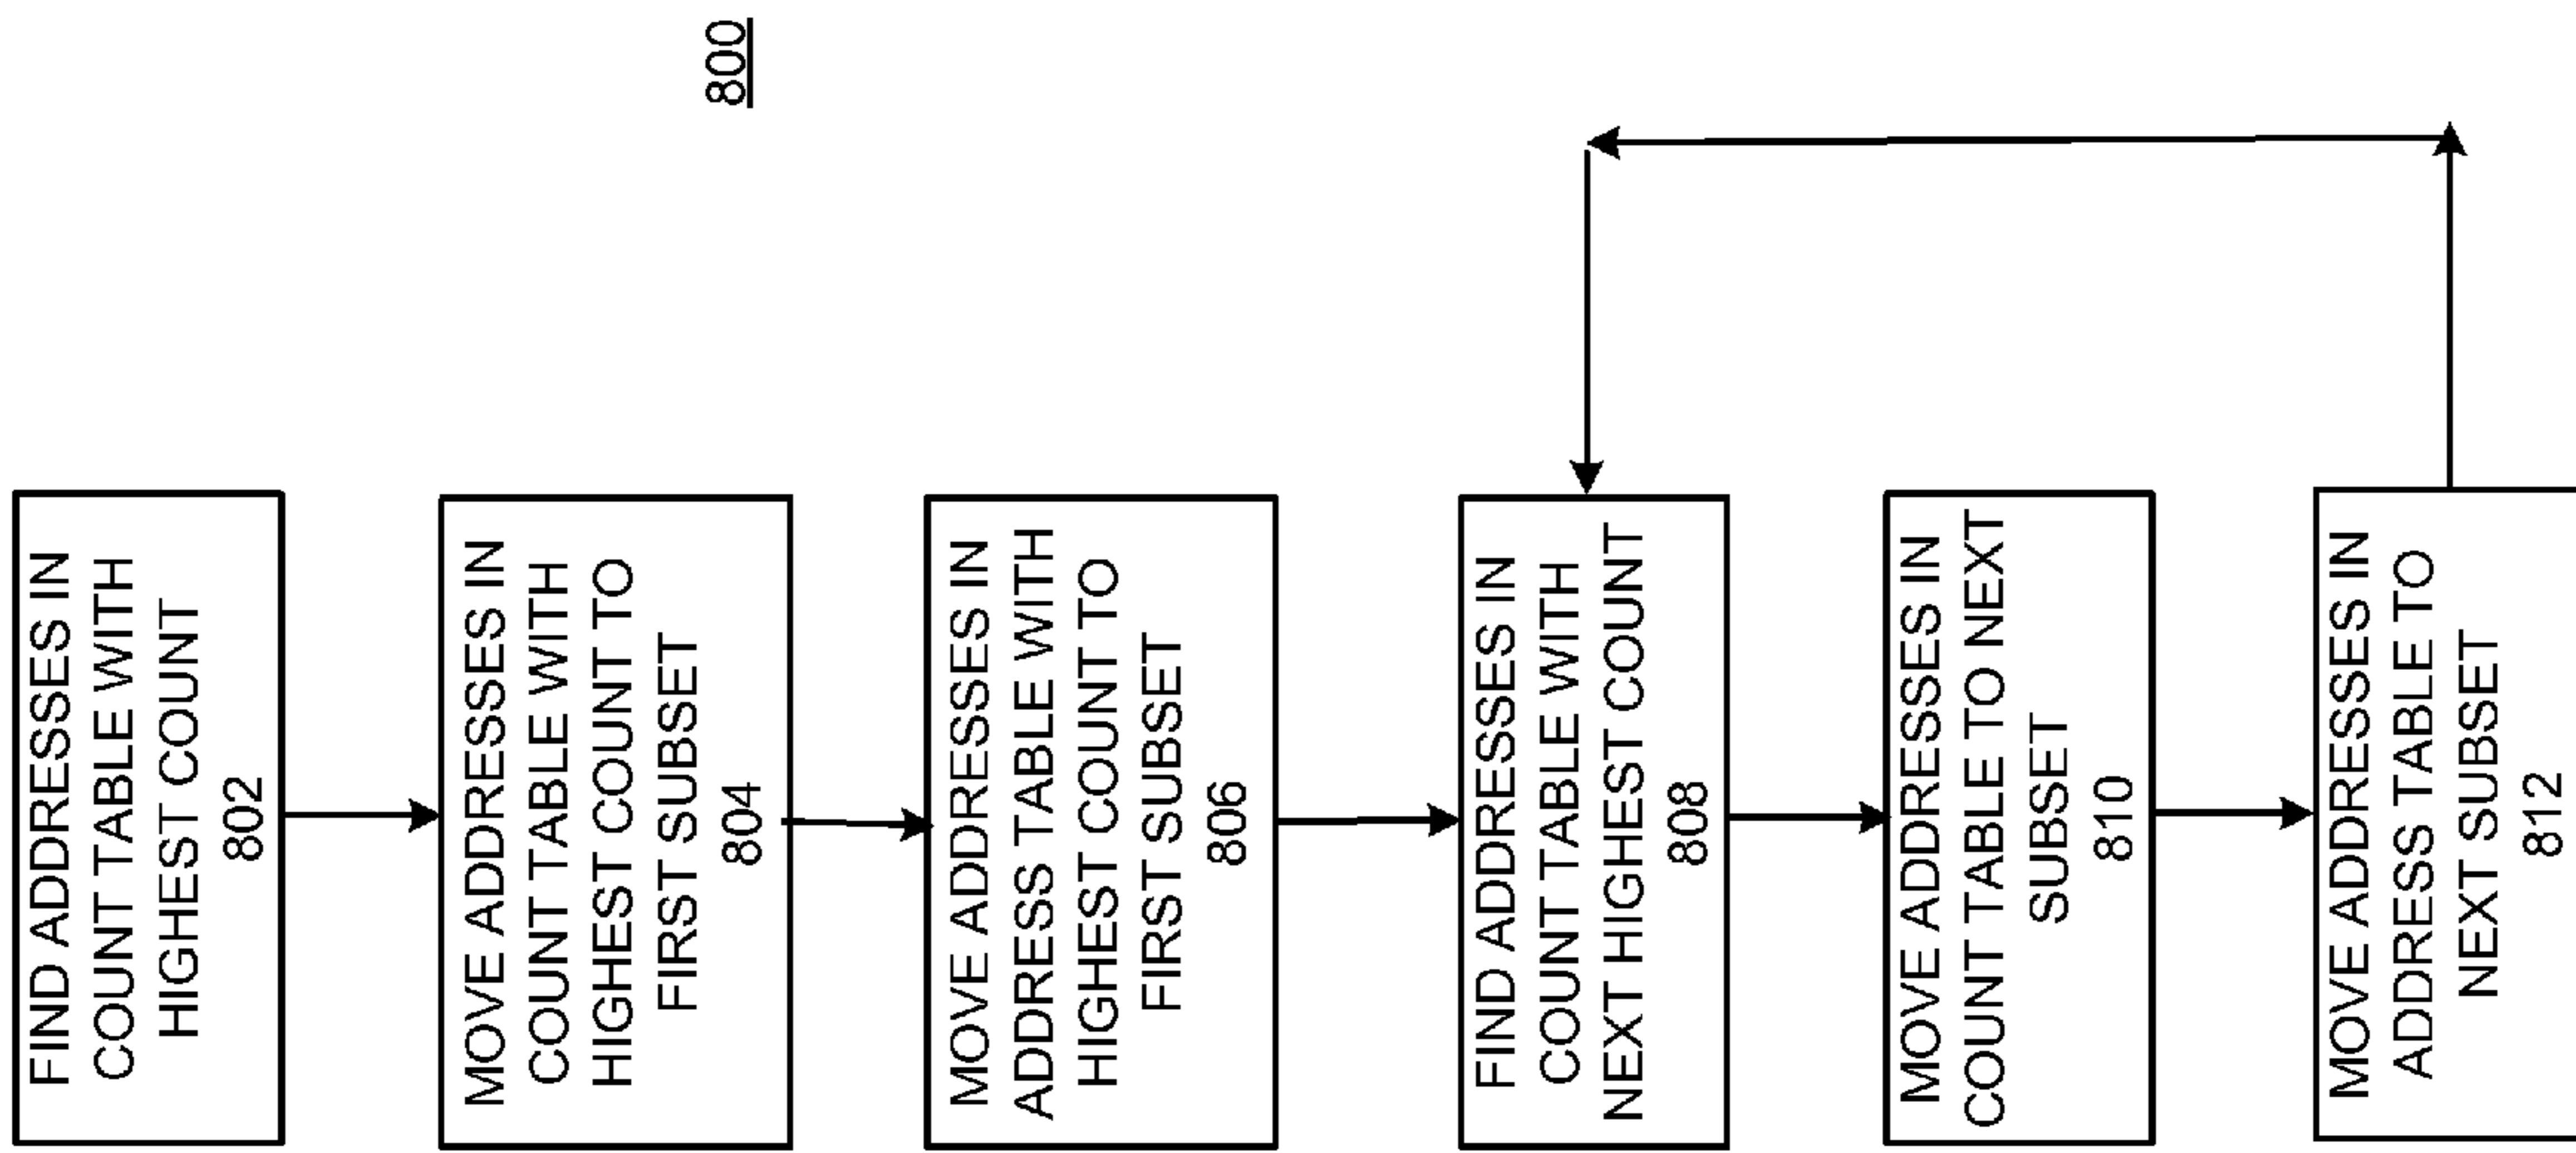 800
FIND ADDRESSES IN
COUNT TABLE WITH
HIGHEST COUNT
802
MOVE ADDRESSES IN
COUNT TABLE WITH
HIGHEST COUNT TO
FIRST SUBSET
804
MOVE ADDRESSES IN
ADDRESS TABLE WITH
HIGHEST COUNT TO
FIRST SUBSET
806
FIND ADDRESSES IN
COUNT TABLE WITH
NEXT HIGHEST COUNT
808
MOVE ADDRESSES IN
COUNT TABLE TO NEXT
SUBSET
810
MOVE ADDRESSES IN
ADDRESS TABLE TO
NEXT SUBSET
812